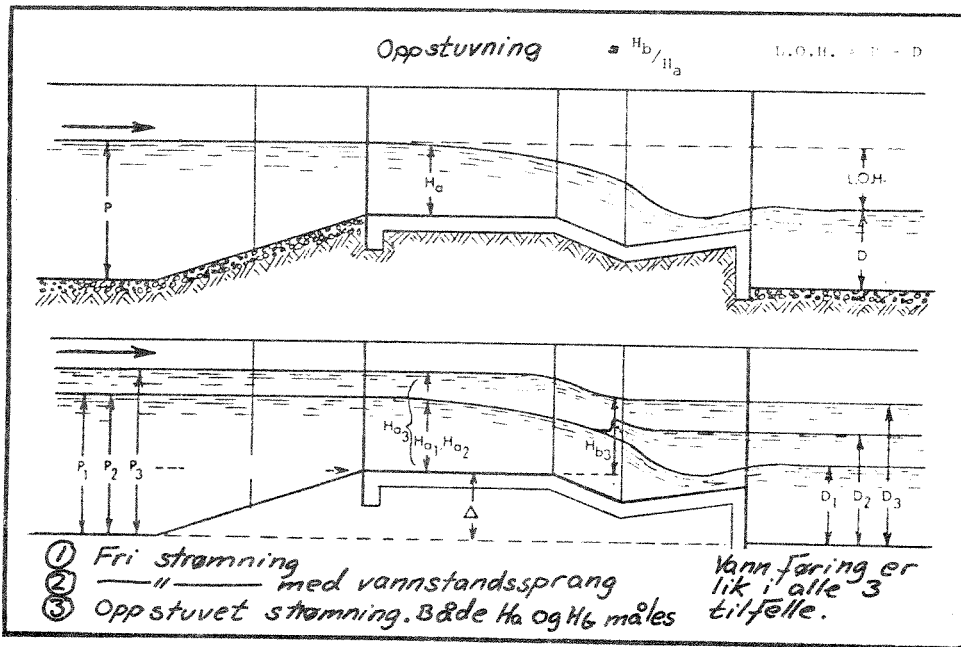 Oppstuvning = Hb/Ha L.O.H. = P - D
P
Ha
L.O.H.
D
P1 P2 P3
Ha3 Ha1, Ha2
Hb3
Δ
D1 D2 D3
① Fri strømning
② —"— med vannstandssprang
③ Oppstuvet strømning. Både Ha og Hb måles
Vannføring er
lik i alle 3
tilfelle.